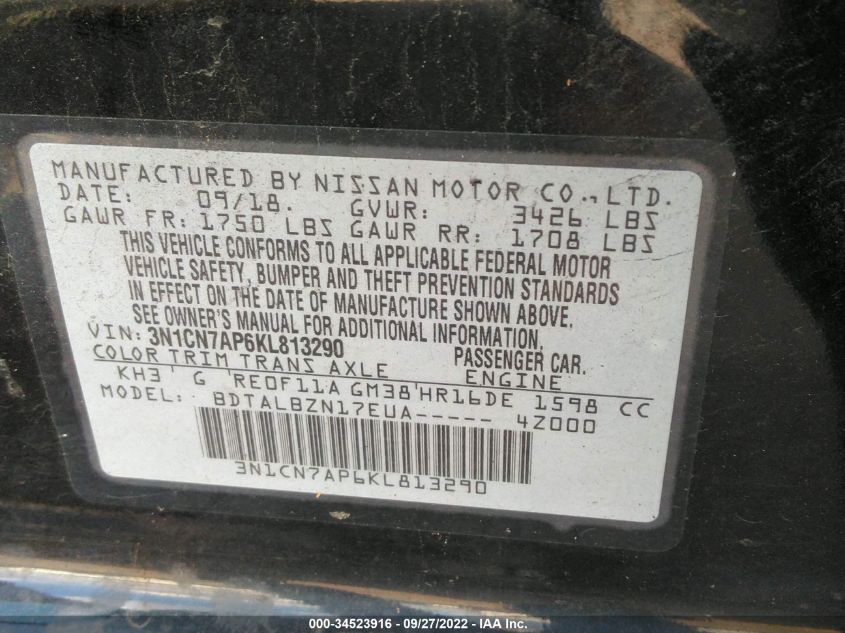 MANUFACTURED BY NISSAN MOTOR CO., LTD.
DATE: 09/18. GVWR: 3426 LBS
GAWR FR: 1750 LBS GAWR RR: 1708 LBS
THIS VEHICLE CONFORMS TO ALL APPLICABLE FEDERAL MOTOR
VEHICLE SAFETY, BUMPER AND THEFT PREVENTION STANDARDS
IN EFFECT ON THE DATE OF MANUFACTURE SHOWN ABOVE.
SEE OWNER'S MANUAL FOR ADDITIONAL INFORMATION.
VIN: 3N1CN7AP6KL813290 PASSENGER CAR.
COLOR TRIM TRANS AXLE ENGINE
KH3 ' G 'RE0F11A GM38'HR16DE 1598 CC
MODEL: BDTALBZN17EUA----- 4Z000
3N1CN7AP6KL813290
000-34523916 - 09/27/2022 - IAA Inc.